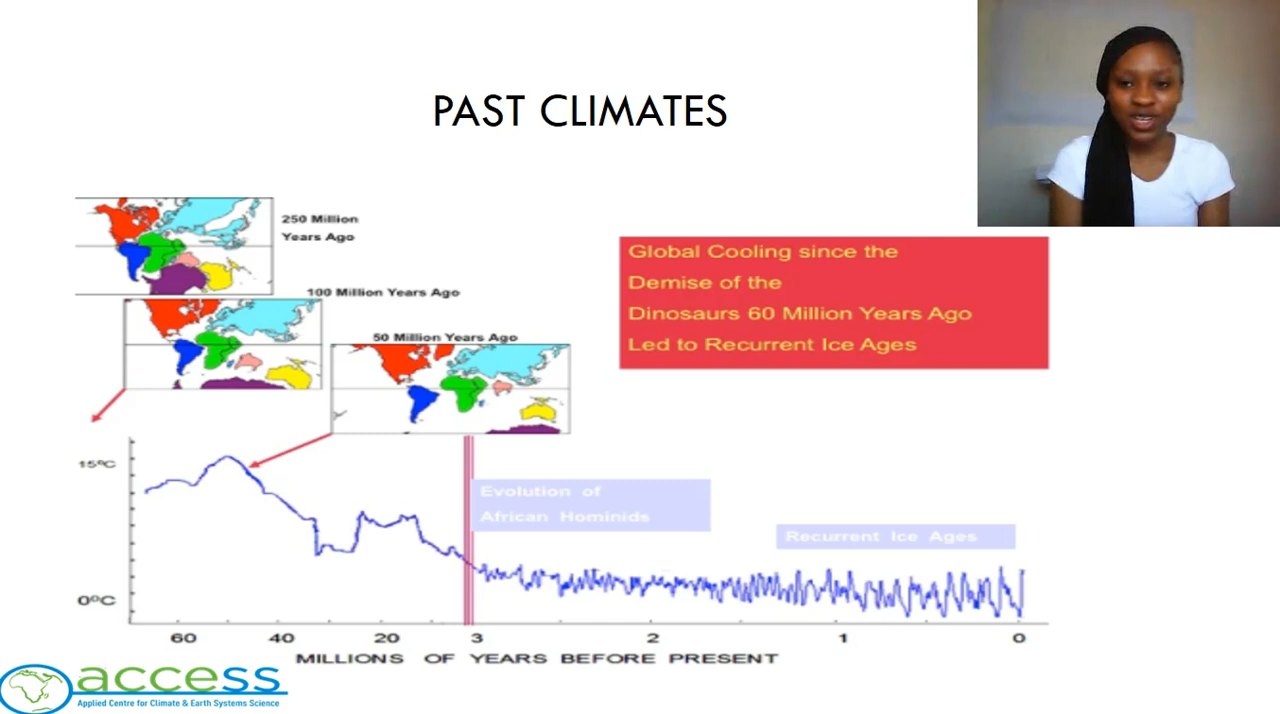 PAST CLIMATES
250 Million
Years Ago
100 Million Years Ago
50 Million Years Ago
Global Cooling since the
Demise of the
Dinosaurs 60 Million Years Ago
Led to Recurrent Ice Ages
15ºC
Evolution of
African Hominids
Recurrent Ice Ages
0ºC
60 40 20 3 2 1 0
MILLIONS OF YEARS BEFORE PRESENT
access
Applied Centre for Climate & Earth Systems Science